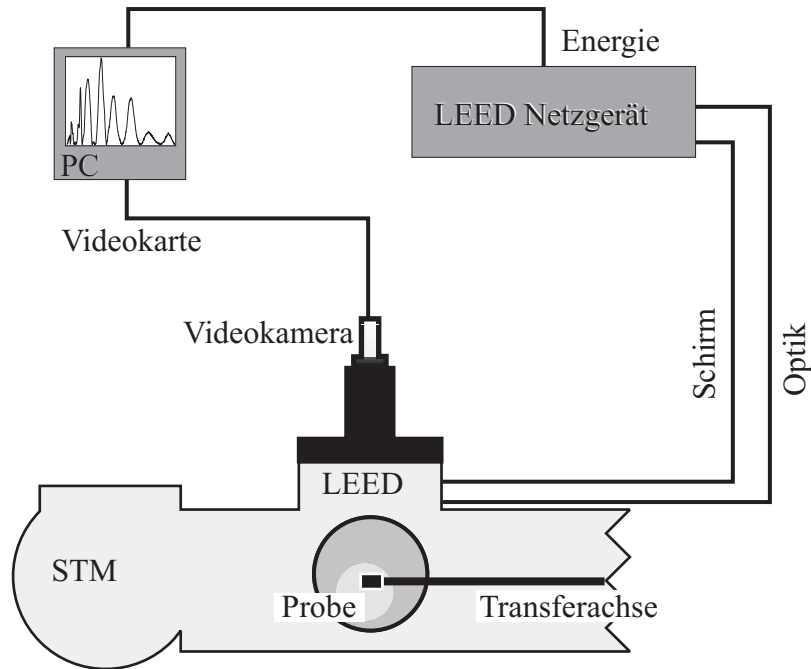 Energie
LEED Netzgerät
PC
Videokarte
Videokamera
Schirm
Optik
LEED
STM
Probe
Transferachse